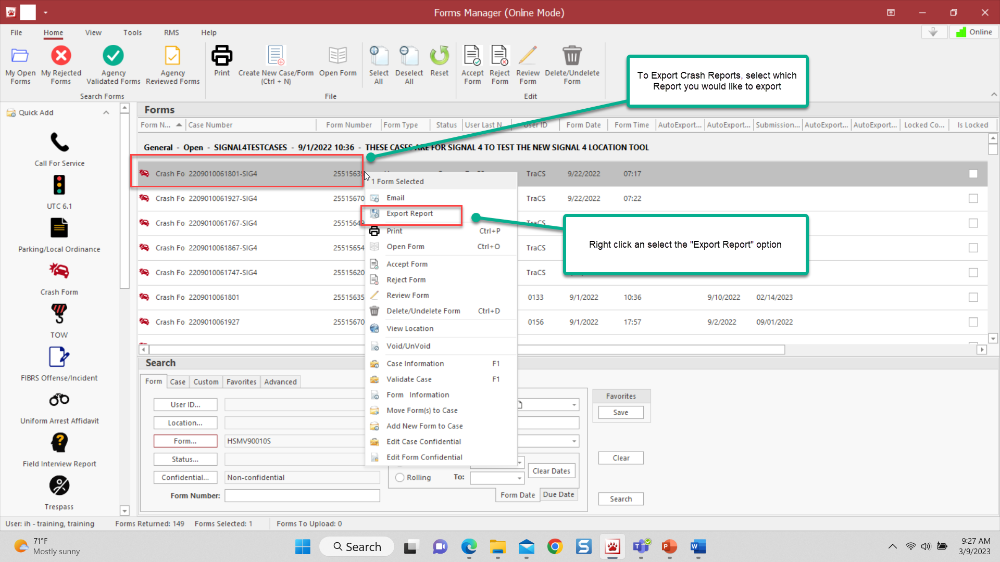 Forms Manager (Online Mode)
File Home View Tools RMS Help
Online
My Open Forms
My Rejected Forms
Agency Validated Forms
Agency Reviewed Forms
Print
Create New Case/Form (Ctrl + N)
Open Form
Select All
Deselect All
Reset
Accept Form
Reject Form
Review Form
Delete/Undelete Form
Search Forms
File
Edit
To Export Crash Reports, select which
Report you would like to export
Quick Add
Call For Service
UTC 6.1
Parking/Local Ordinance
Crash Form
TOW
FIBRS Offense/Incident
Uniform Arrest Affidavit
Field Interview Report
Trespass
Forms
Form N... Case Number Form Number Form Type Status User Last N... User ID Form Date Form Time AutoExport... AutoExport... Submission... AutoExport... AutoExport... Locked Co... Is Locked
General - Open - SIGNAL4TESTCASES - 9/1/2022 10:36 - THESE CASES ARE FOR SIGNAL 4 TO TEST THE NEW SIGNAL 4 LOCATION TOOL
Crash Fo 2209010061801-SIG4 25515635 TraCS 9/22/2022 07:17
Crash Fo 2209010061927-SIG4 25515670 TraCS 9/22/2022 07:22
Crash Fo 2209010061767-SIG4 25515649 TraCS
Crash Fo 2209010061867-SIG4 25515654 TraCS
Crash Fo 2209010061747-SIG4 25515620 TraCS
Crash Fo 2209010061801 25515635 0133 9/1/2022 10:36 9/10/2022 02/14/2023
Crash Fo 2209010061927 25515670 0156 9/1/2022 17:57 9/2/2022 09/01/2022
1 Form Selected
Email
Export Report
Print Ctrl+P
Open Form Ctrl+O
Accept Form
Reject Form
Review Form
Delete/Undelete Form Ctrl+D
View Location
Void/UnVoid
Case Information F1
Validate Case F1
Form Information
Move Form(s) to Case
Add New Form to Case
Edit Case Confidential
Edit Form Confidential
Right click an select the "Export Report" option
Search
Form Case Custom Favorites Advanced
User ID...
Location...
Form... HSMV90010S
Status...
Confidential... Non-confidential
Form Number:
Rolling To:
Clear Dates
Form Date Due Date
Favorites
Save
Clear
Search
User: ih - training, training Forms Returned: 149 Forms Selected: 1 Forms To Upload: 0
71°F
Mostly sunny
Search
9:27 AM
3/9/2023